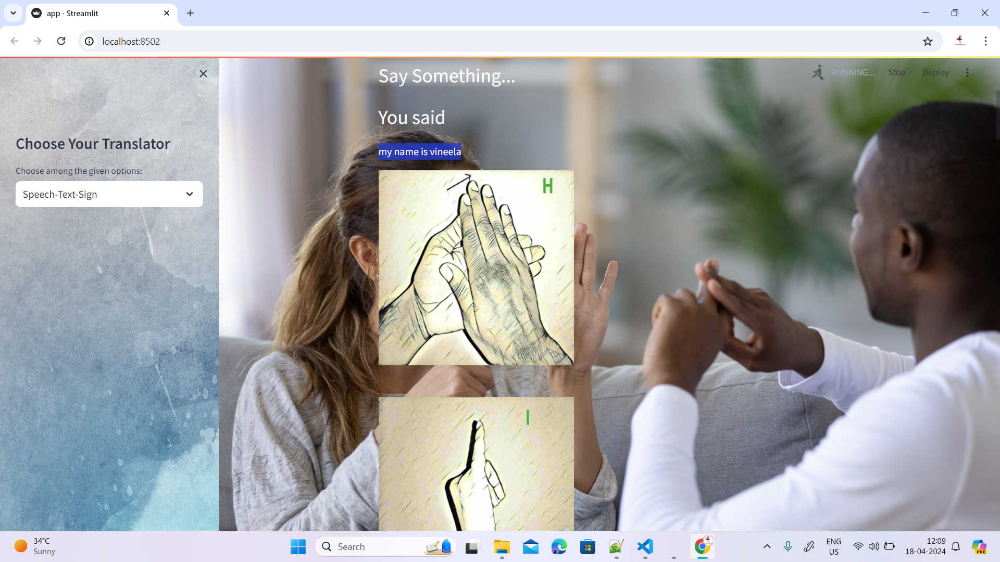 app · Streamlit
localhost:8502
Say Something...
RUNNING...
Stop
Deploy
You said
my name is vineela
Choose Your Translator
Choose among the given options:
Speech-Text-Sign
H
I
34°C
Sunny
Search
ENG
US
12:09
18-04-2024
PRE